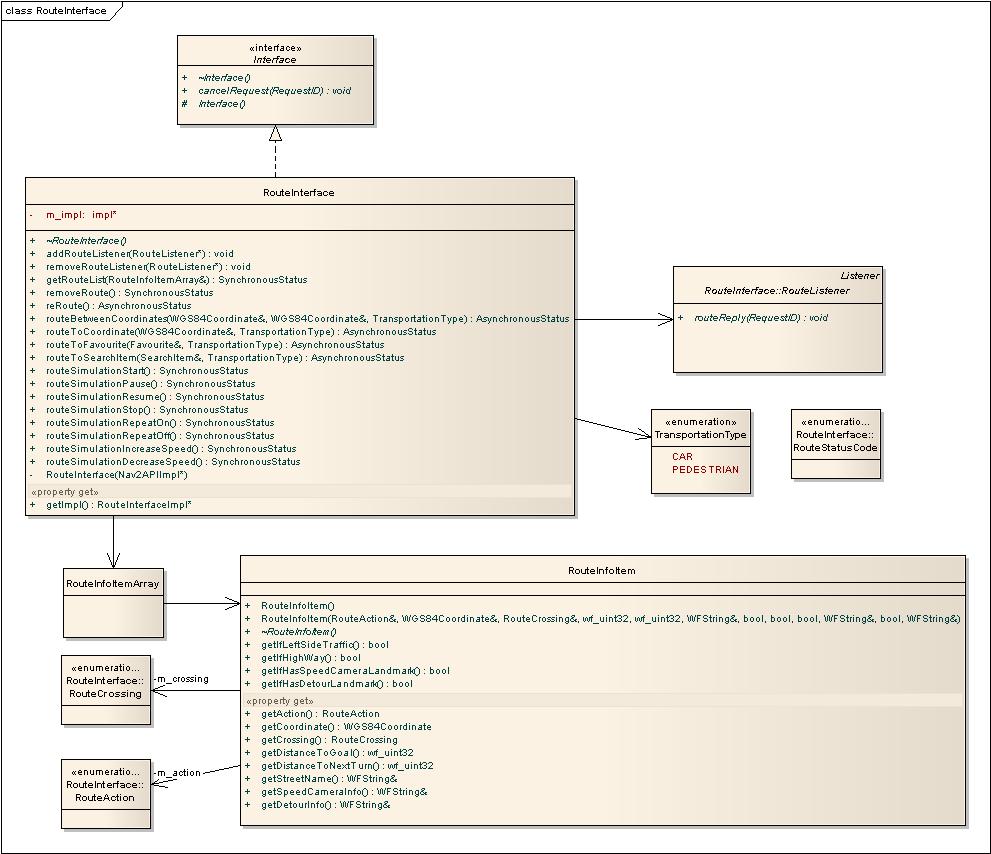 class RouteInterface
«interface»
Interface
+ ~Interface()
+ cancelRequest(RequestID) : void
# Interface()
RouteInterface
- m_impl: impl*
+ ~RouteInterface()
+ addRouteListener(RouteListener*) : void
+ removeRouteListener(RouteListener*) : void
+ getRouteList(RouteInfoItemArray&) : SynchronousStatus
+ removeRoute() : SynchronousStatus
+ reRoute() : AsynchronousStatus
+ routeBetweenCoordinates(WGS84Coordinate&, WGS84Coordinate&, TransportationType) : AsynchronousStatus
+ routeToCoordinate(WGS84Coordinate&, TransportationType) : AsynchronousStatus
+ routeToFavourite(Favourite&, TransportationType) : AsynchronousStatus
+ routeToSearchItem(SearchItem&, TransportationType) : AsynchronousStatus
+ routeSimulationStart() : SynchronousStatus
+ routeSimulationPause() : SynchronousStatus
+ routeSimulationResume() : SynchronousStatus
+ routeSimulationStop() : SynchronousStatus
+ routeSimulationRepeatOn() : SynchronousStatus
+ routeSimulationRepeatOff() : SynchronousStatus
+ routeSimulationIncreaseSpeed() : SynchronousStatus
+ routeSimulationDecreaseSpeed() : SynchronousStatus
- RouteInterface(Nav2APIImpl*)
«property get»
+ getImpl() : RouteInterfaceImpl*
Listener
RouteInterface::RouteListener
+ routeReply(RequestID) : void
«enumeration»
TransportationType
CAR
PEDESTRIAN
«enumeratio...
RouteInterface::
RouteStatusCode
RouteInfoItemArray
RouteInfoItem
+ RouteInfoItem()
+ RouteInfoItem(RouteAction&, WGS84Coordinate&, RouteCrossing&, wf_uint32, wf_uint32, WFString&, bool, bool, bool, WFString&, bool, WFString&)
+ ~RouteInfoItem()
+ getIfLeftSideTraffic() : bool
+ getIfHighWay() : bool
+ getIfHasSpeedCameraLandmark() : bool
+ getIfHasDetourLandmark() : bool
«property get»
+ getAction() : RouteAction
+ getCoordinate() : WGS84Coordinate
+ getCrossing() : RouteCrossing
+ getDistanceToGoal() : wf_uint32
+ getDistanceToNextTurn() : wf_uint32
+ getStreetName() : WFString&
+ getSpeedCameraInfo() : WFString&
+ getDetourInfo() : WFString&
«enumeratio...
RouteInterface::
RouteCrossing
-m_crossing
«enumeratio...
RouteInterface::
RouteAction
-m_action